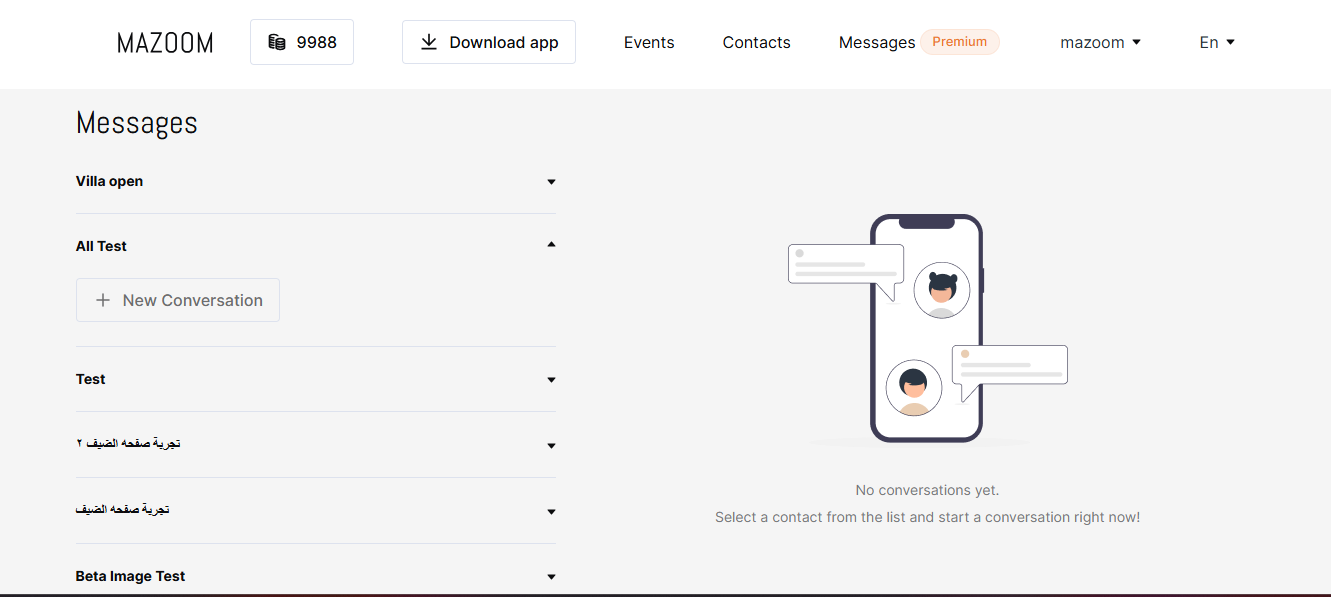 MAZOOM 9988 Download app Events Contacts Messages Premium mazoom En
Messages
Villa open
All Test
+ New Conversation
Test
تجربة صفحه الضيف ٢
تجربة صفحه الضيف
Beta Image Test
No conversations yet.
Select a contact from the list and start a conversation right now!